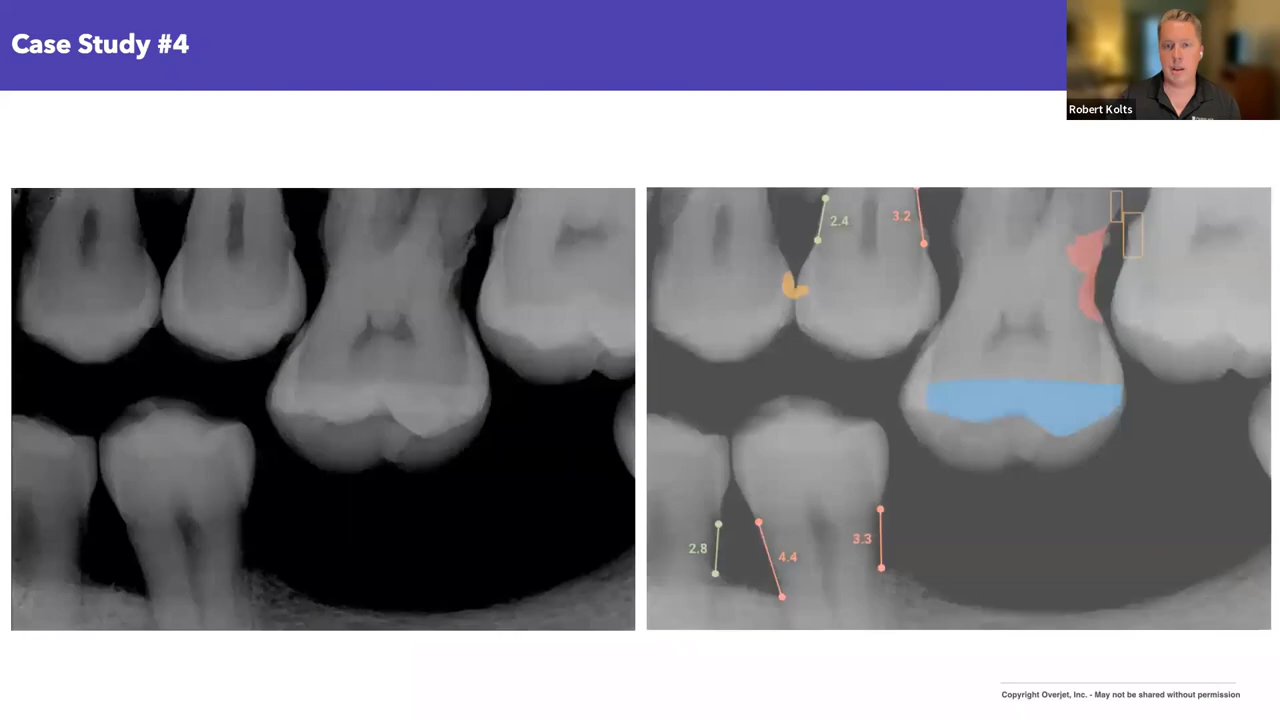 Case Study #4
Robert Kolts
2.4
3.2
2.8
4.4
3.3
Copyright Overjet, Inc. - May not be shared without permission